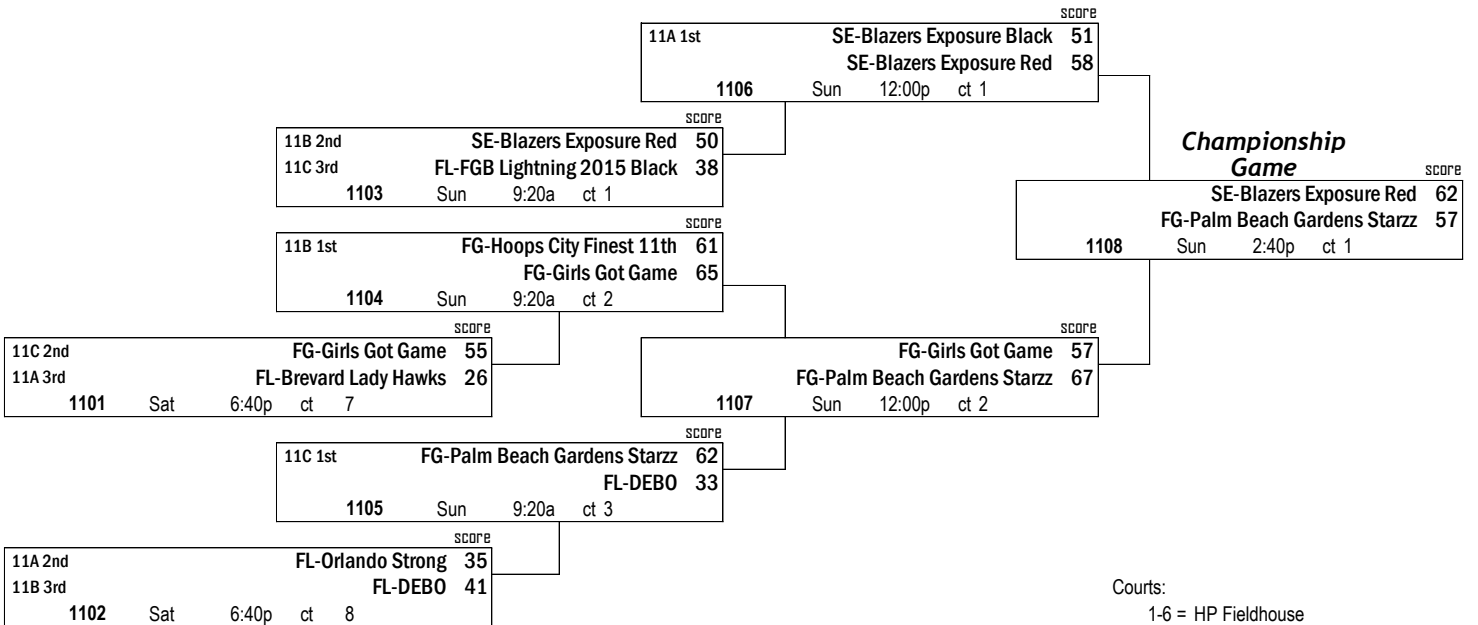 score
11A 1st SE-Blazers Exposure Black 51
SE-Blazers Exposure Red 58
1106 Sun 12:00p ct 1
score
11B 2nd SE-Blazers Exposure Red 50
11C 3rd FL-FGB Lightning 2015 Black 38
1103 Sun 9:20a ct 1
Championship
Game
score
SE-Blazers Exposure Red 62
FG-Palm Beach Gardens Starzz 57
1108 Sun 2:40p ct 1
score
11B 1st FG-Hoops City Finest 11th 61
FG-Girls Got Game 65
1104 Sun 9:20a ct 2
score
11C 2nd FG-Girls Got Game 55
11A 3rd FL-Brevard Lady Hawks 26
1101 Sat 6:40p ct 7
score
FG-Girls Got Game 57
FG-Palm Beach Gardens Starzz 67
1107 Sun 12:00p ct 2
score
11C 1st FG-Palm Beach Gardens Starzz 62
FL-DEBO 33
1105 Sun 9:20a ct 3
score
11A 2nd FL-Orlando Strong 35
11B 3rd FL-DEBO 41
1102 Sat 6:40p ct 8
Courts:
1-6 = HP Fieldhouse